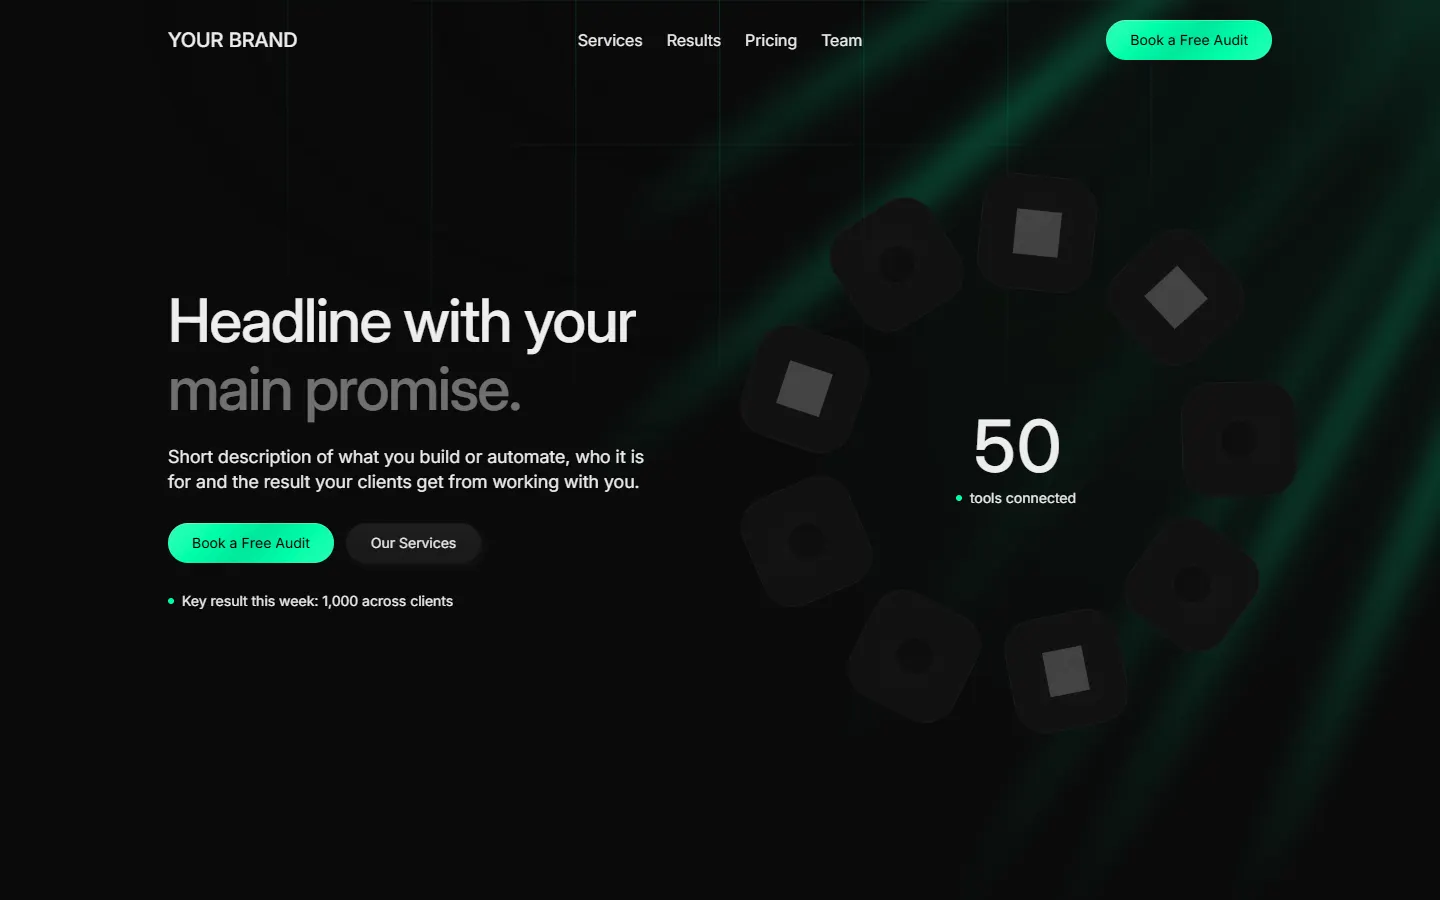 YOUR BRAND
Services
Results
Pricing
Team
Book a Free Audit
Headline with your
main promise.
Short description of what you build or automate, who it is
for and the result your clients get from working with you.
Book a Free Audit
Our Services
Key result this week: 1,000 across clients
50
tools connected